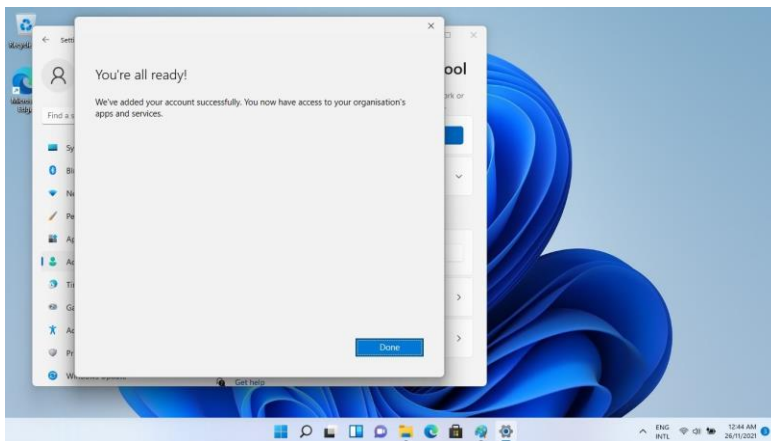 You're all ready!
We've added your account successfully. You now have access to your organisation's
apps and services.
Find a s
Done
Get help
ENG
INTL
12:44 AM
26/11/2021